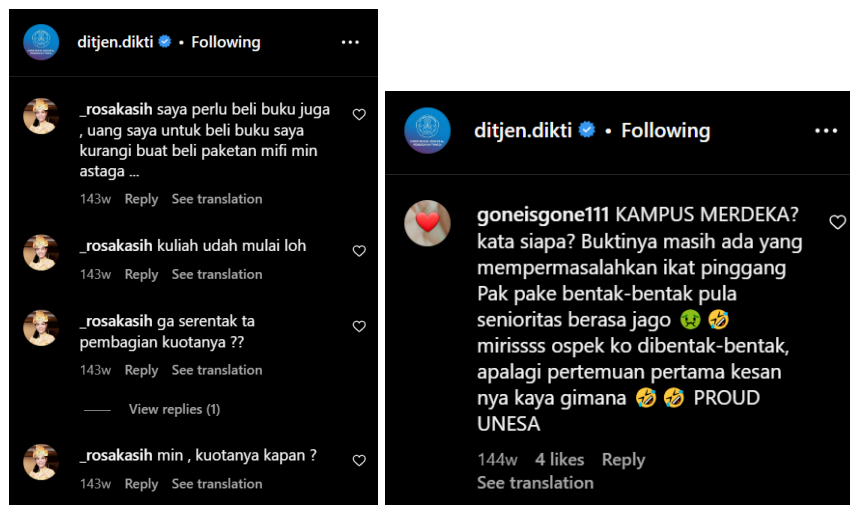 ditjen.dikti • Following
_rosakasih saya perlu beli buku juga
, uang saya untuk beli buku saya
kurangi buat beli paketan mifi min
astaga ...
143w Reply See translation
_rosakasih kuliah udah mulai loh
143w Reply See translation
_rosakasih ga serentak ta
pembagian kuotanya ??
143w Reply See translation
View replies (1)
_rosakasih min , kuotanya kapan ?
143w Reply See translation
ditjen.dikti • Following
goneisgone111 KAMPUS MERDEKA?
kata siapa? Buktinya masih ada yang
mempermasalahkan ikat pinggang
Pak pake bentak-bentak pula
senioritas berasa jago 🤢 🤣
mirissss ospek ko dibentak-bentak,
apalagi pertemuan pertama kesan
nya kaya gimana 🤣 🤣 PROUD
UNESA
144w 4 likes Reply
See translation